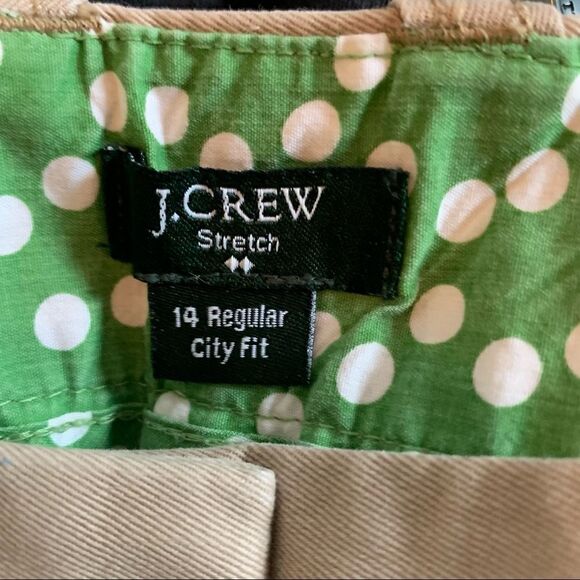 J.CREW
Stretch
14 Regular
City Fit